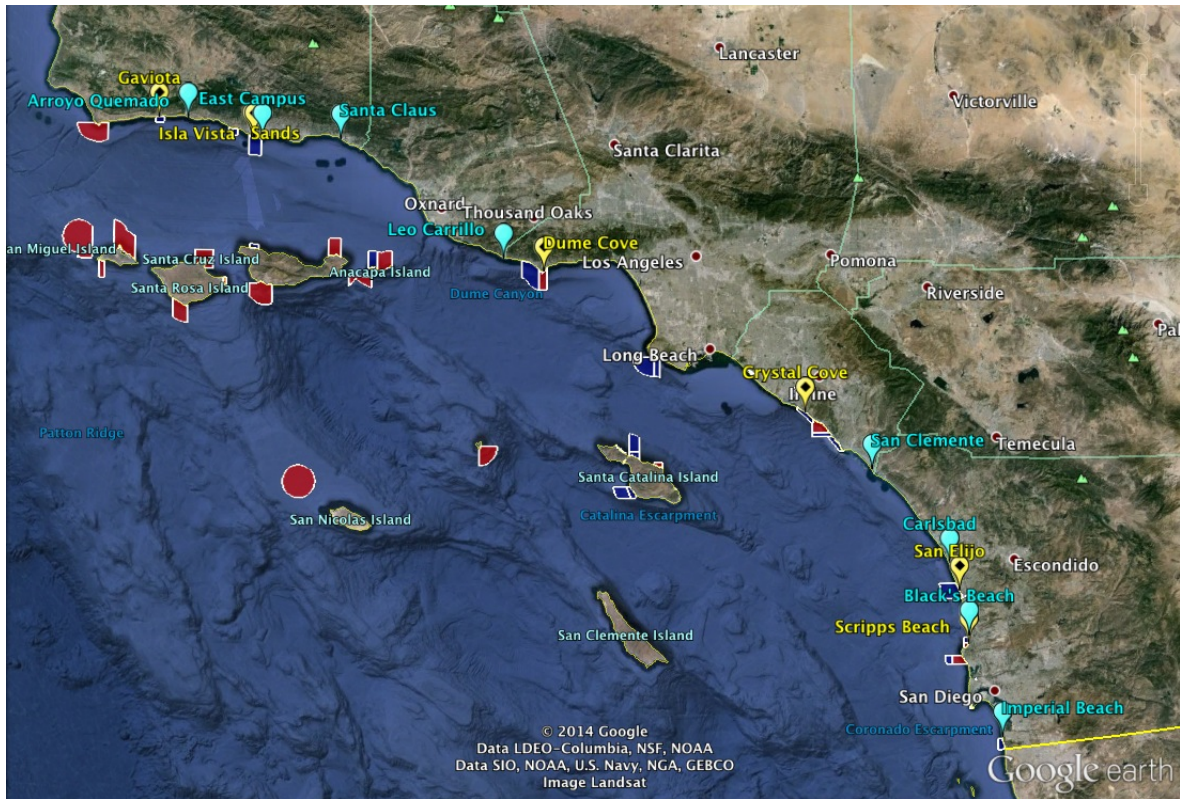 Lancaster
Gaviota
Arroyo Quemado
East Campus
Victorville
Santa Claus
Isla Vista
Sands
Santa Clarita
Oxnard
Thousand Oaks
Leo Carrillo
Dume Cove
an Miguel Island
Santa Cruz Island
Los Angeles
Pomona
Anacapa Island
Santa Rosa Island
Dume Canyon
Riverside
Pal
Long Beach
Crystal Cove
Patton Ridge
San Clemente
Temecula
Santa Catalina Island
San Nicolas Island
Catalina Escarpment
Carlsbad
San Elijo
Escondido
Black's Beach
Scripps Beach
San Clemente Island
San Diego
Imperial Beach
Coronado Escarpment
© 2014 Google
Data LDEO-Columbia, NSF, NOAA
Data SIO, NOAA, U.S. Navy, NGA, GEBCO
Image Landsat
Google earth